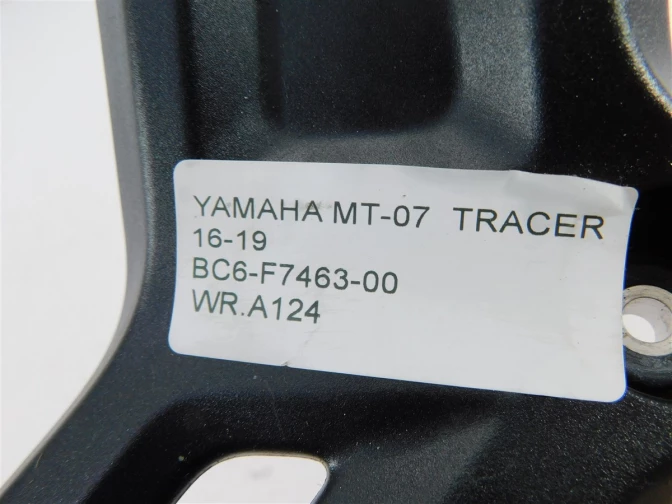 YAMAHA MT-07 TRACER
16-19
BC6-F7463-00
WR.A124